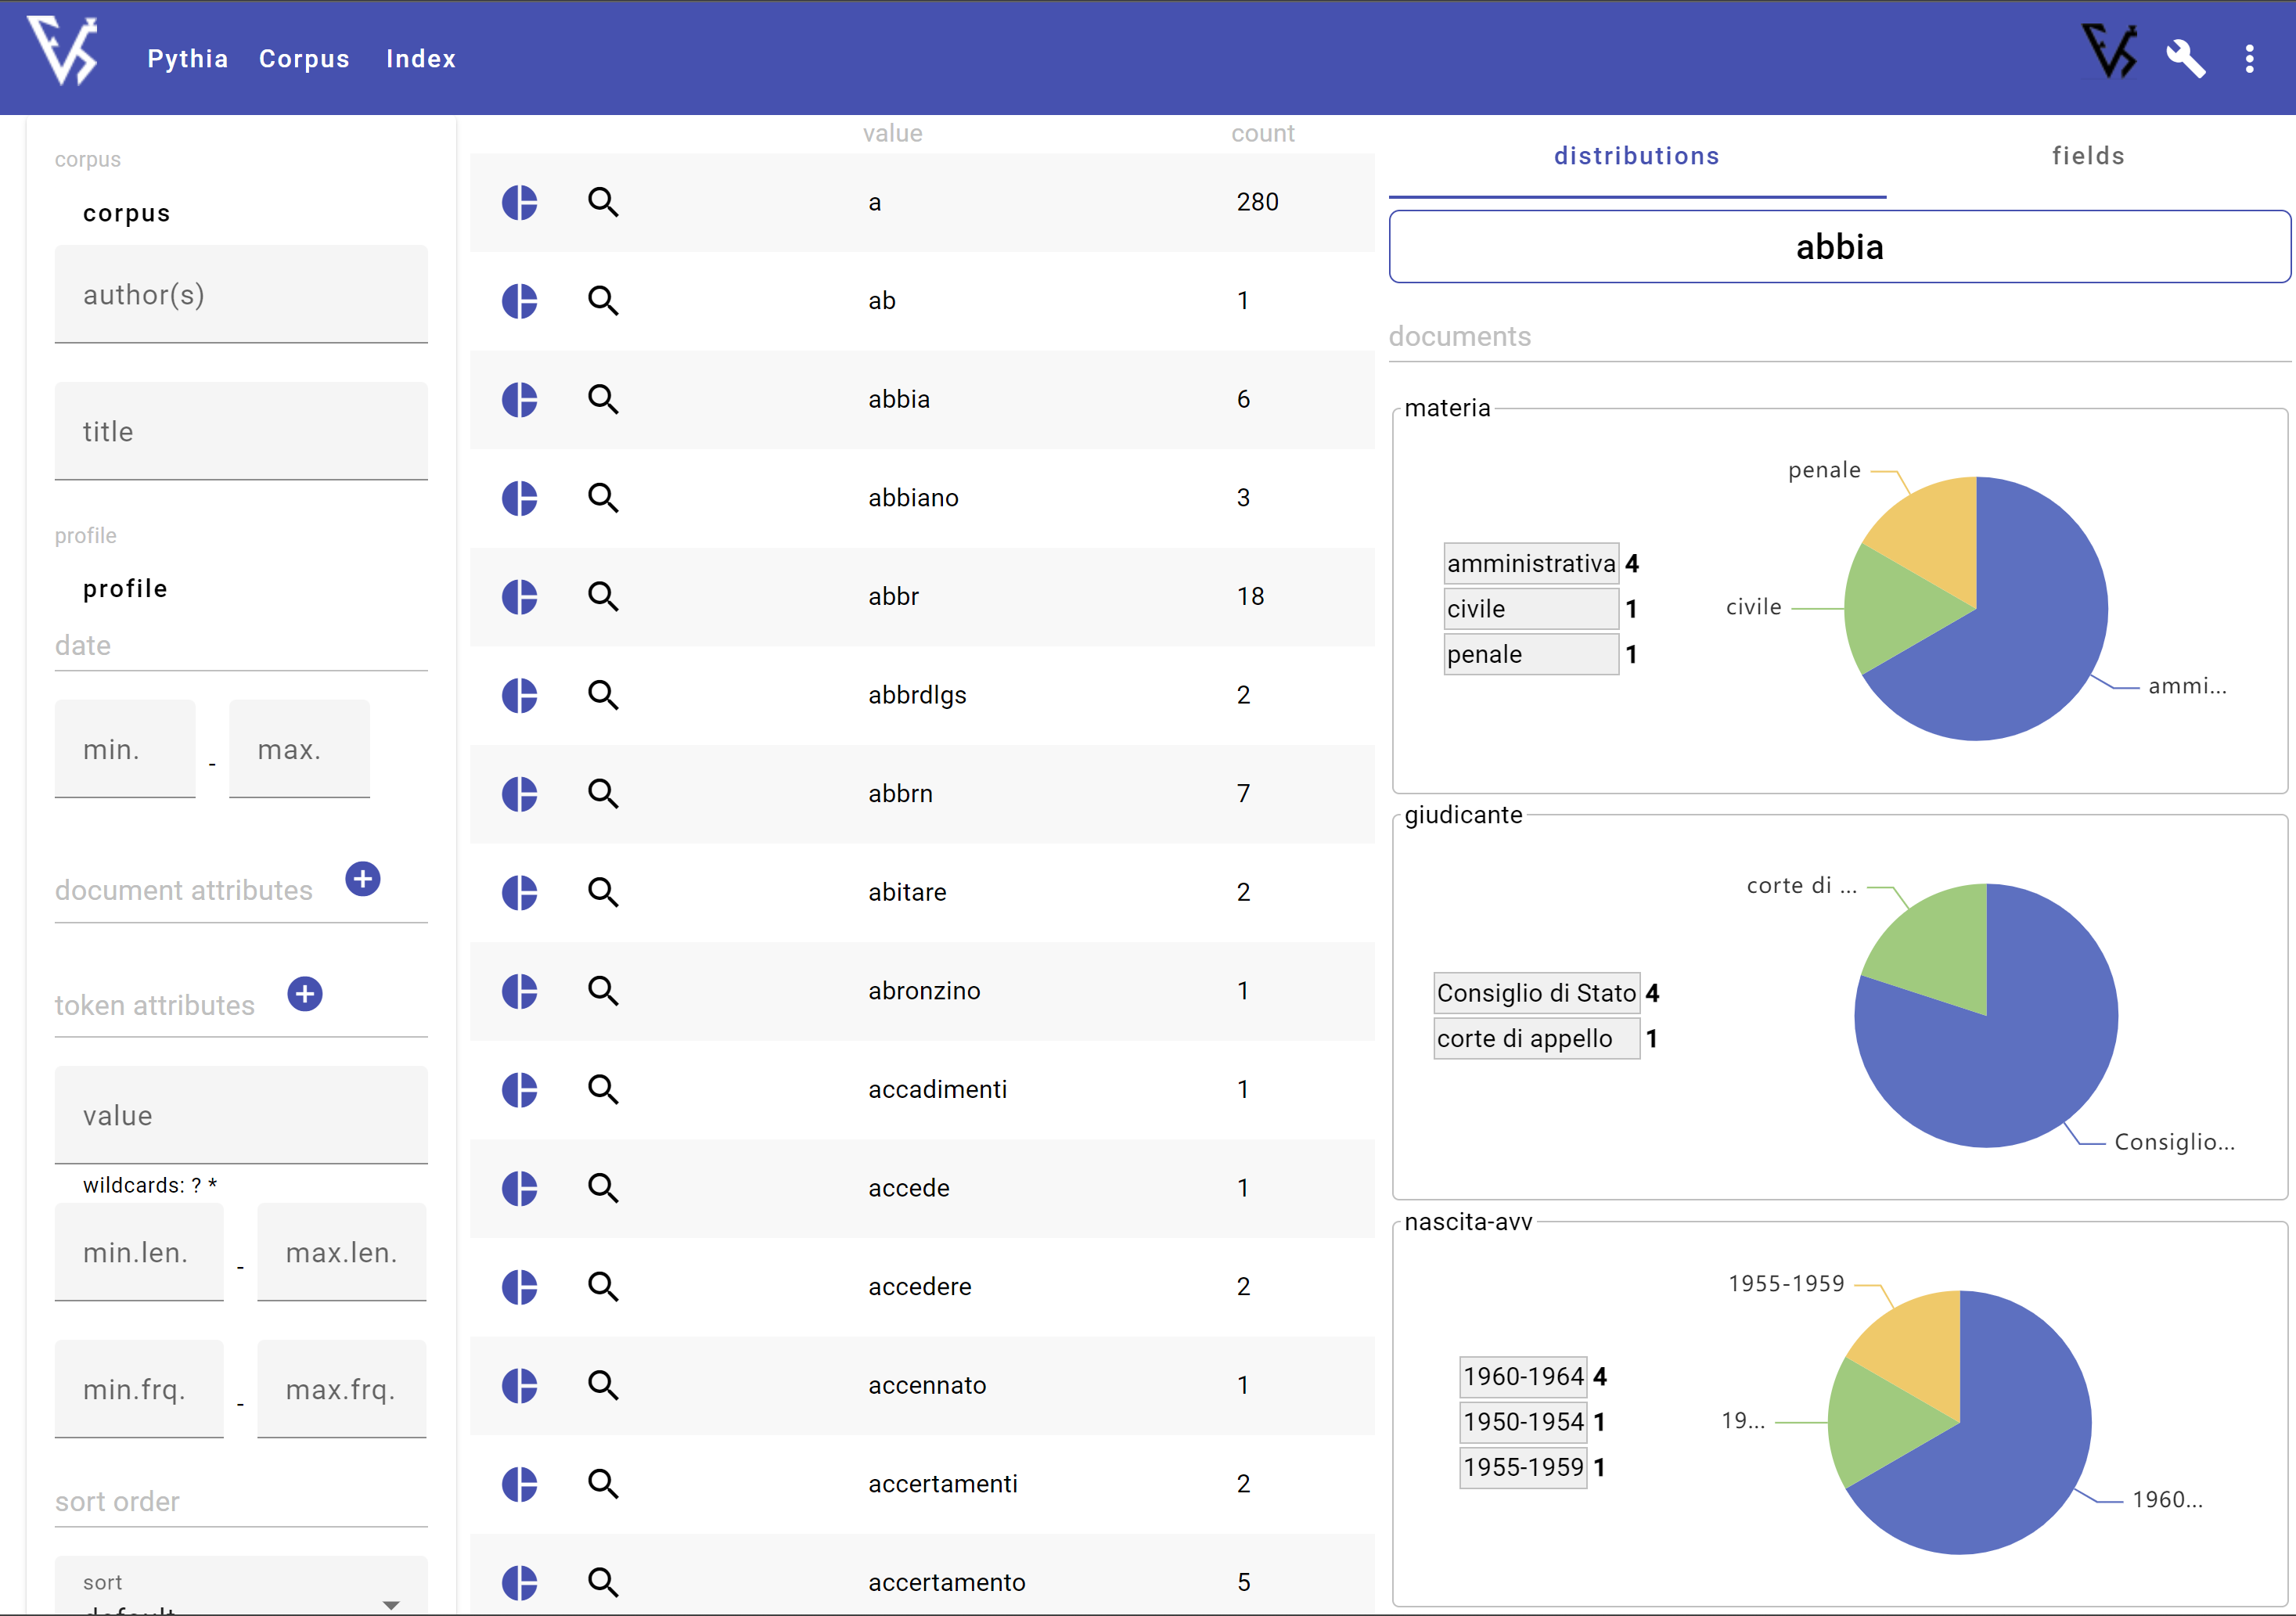 Pythia Corpus Index
corpus
corpus
author(s)
title
profile
profile
date
min. - max.
document attributes
token attributes
value
wildcards: ? *
min.len. - max.len.
min.frq. - max.frq.
sort order
sort
default
value count
a 280
ab 1
abbia 6
abbiano 3
abbr 18
abbrdlgs 2
abbrn 7
abitare 2
abronzino 1
accadimenti 1
accede 1
accedere 2
accennato 1
accertamenti 2
accertamento 5
distributions fields
abbia
documents
materia
amministrativa 4
civile 1
penale 1
penale
civile
ammi...
giudicante
Consiglio di Stato 4
corte di appello 1
corte di ...
Consiglio...
nascita-avv
1960-1964 4
1950-1954 1
1955-1959 1
1955-1959
19...
1960...